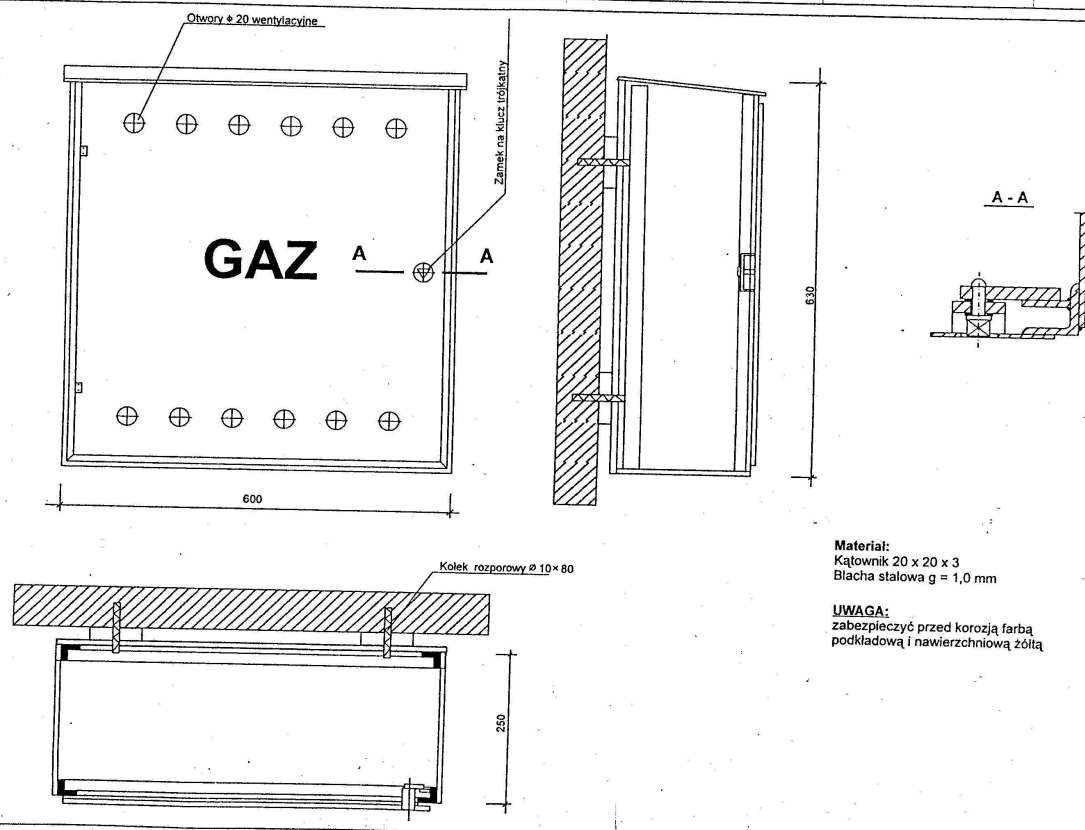 Otwory ϕ 20 wentylacyjne
Zamek na klucz trójkątny
GAZ
A
A
600
630
A - A
Kołek rozporowy Ø 10×80
250
Materiał:
Kątownik 20 x 20 x 3
Blacha stalowa g = 1,0 mm
UWAGA:
zabezpieczyć przed korozją farbą
podkładową i nawierzchniową żółtą